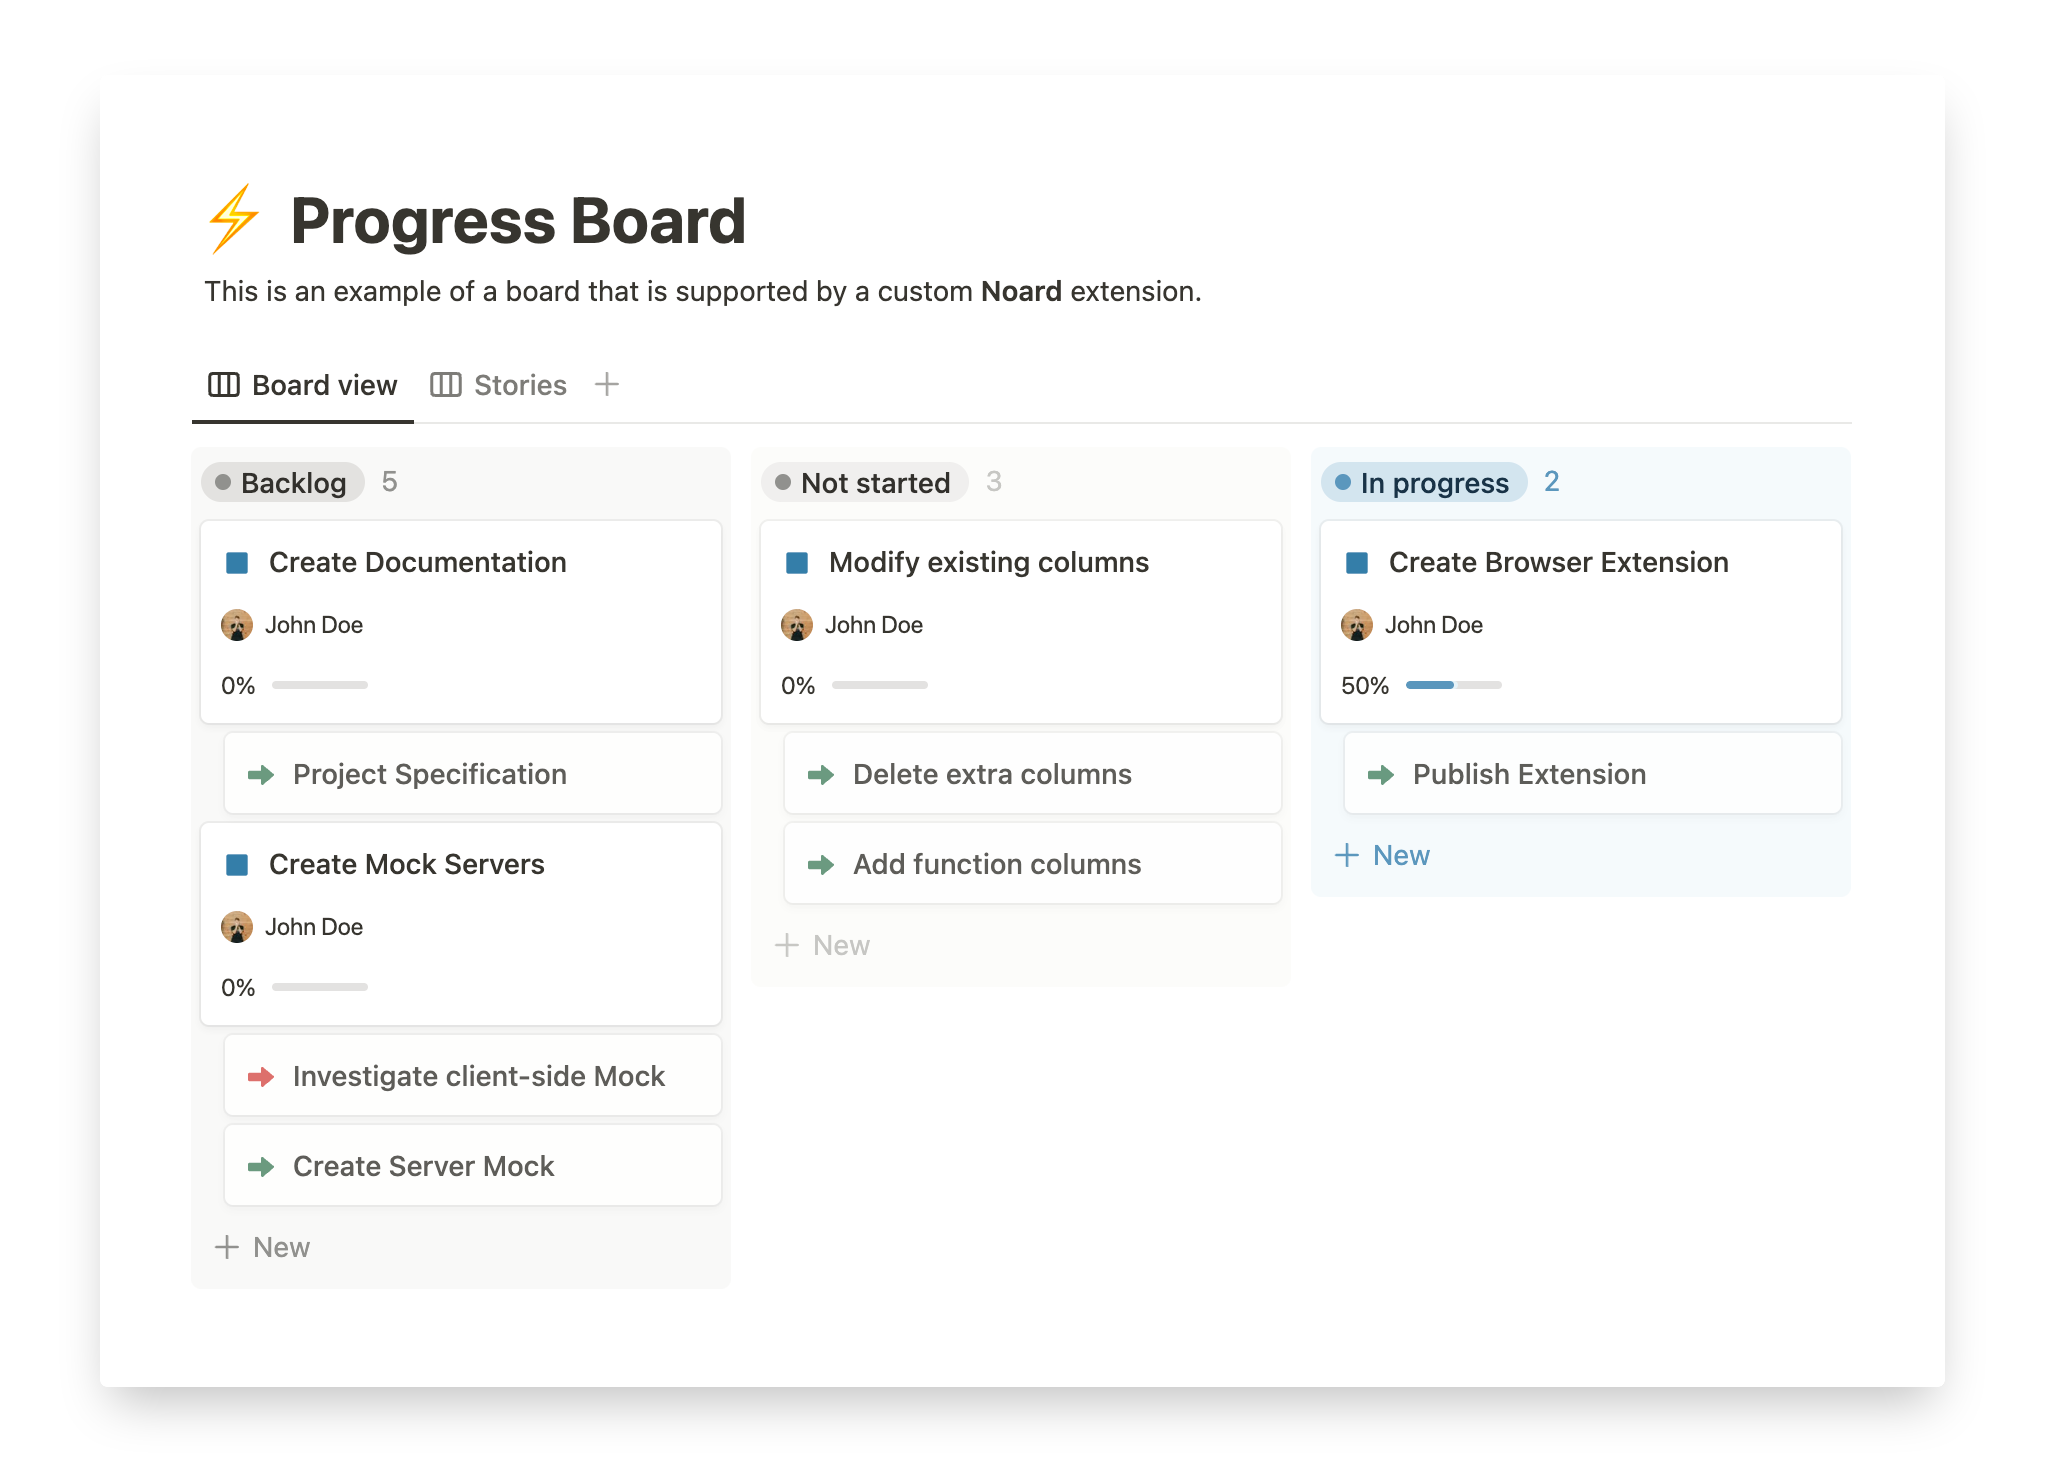 ⚡ Progress Board
This is an example of a board that is supported by a custom Noard extension.
Board view Stories +
Backlog 5
Create Documentation
John Doe
0%
Project Specification
Create Mock Servers
John Doe
0%
Investigate client-side Mock
Create Server Mock
+ New
Not started 3
Modify existing columns
John Doe
0%
Delete extra columns
Add function columns
+ New
In progress 2
Create Browser Extension
John Doe
50%
Publish Extension
+ New